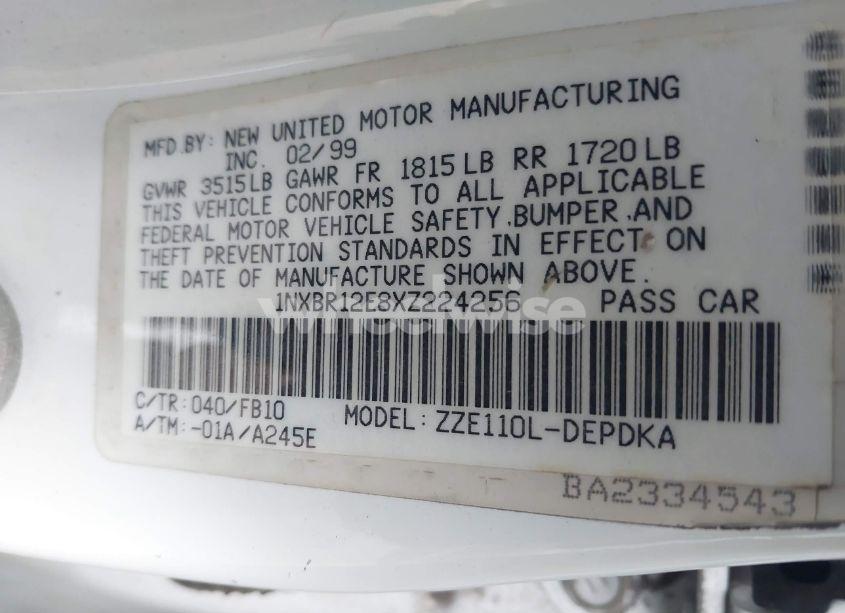 MFD.BY: NEW UNITED MOTOR MANUFACTURING
INC. 02/99
GVWR 3515LB GAWR FR 1815LB RR 1720LB
THIS VEHICLE CONFORMS TO ALL APPLICABLE
FEDERAL MOTOR VEHICLE SAFETY,BUMPER,AND
THEFT PREVENTION STANDARDS IN EFFECT ON
THE DATE OF MANUFACTURE SHOWN ABOVE.
1NXBR12E8XZ224256 PASS CAR
wheelwise
C/TR:040/FB10 MODEL:ZZE110L-DEPDKA
A/TM:-01A/A245E
BA2334543